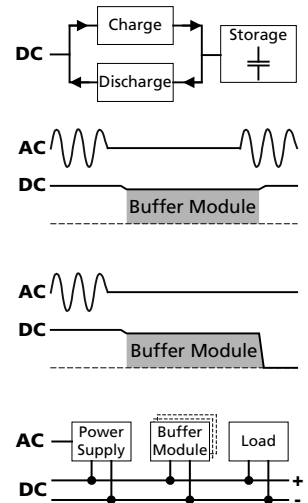 Charge
Storage
DC
Discharge
AC
DC
Buffer Module
AC
DC
Buffer Module
AC
Power
Supply
Buffer
Module
Load
DC
+
-